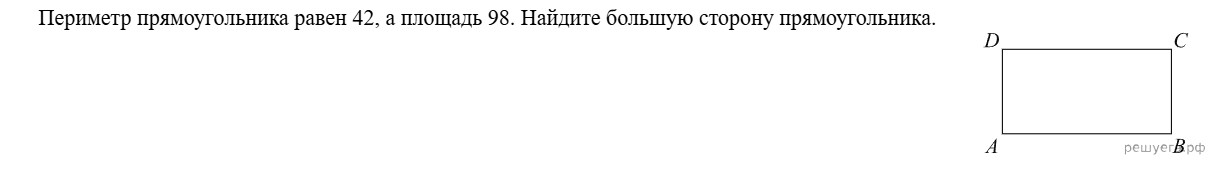 Периметр прямоугольника равен 42, а площадь 98. Найдите большую сторону прямоугольника.
D
C
A
B
решуегэ.рф